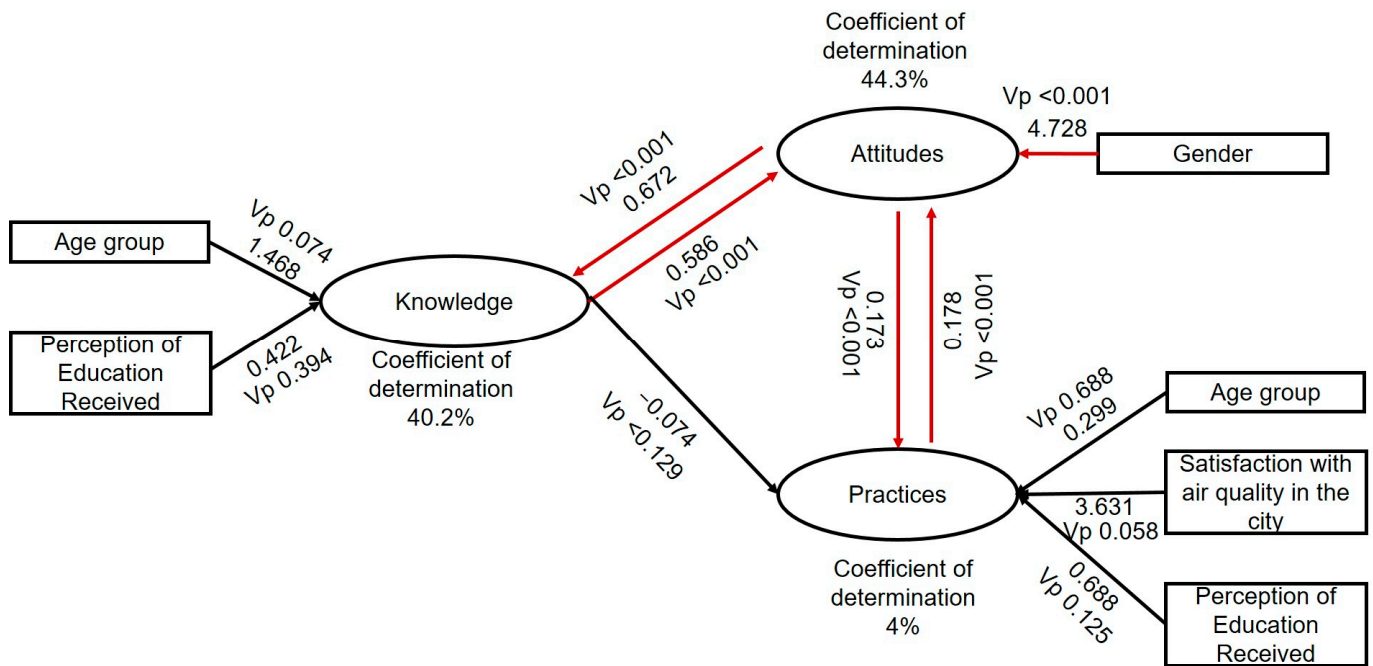 Coefficient of
determination
44.3%
Vp <0.001
4.728
Attitudes
Gender
Vp <0.001
0.672
0.586
Vp <0.001
Age group
Vp 0.074
1.468
Knowledge
Perception of
Education
Received
0.422
Vp 0.394
Coefficient of
determination
40.2%
0.173
Vp <0.001
0.178
Vp <0.001
−0.074
Vp <0.129
Vp 0.688
0.299
Age group
Practices
Satisfaction with
air quality in the
city
3.631
Vp 0.058
Coefficient of
determination
4%
0.688
Vp 0.125
Perception of
Education
Received